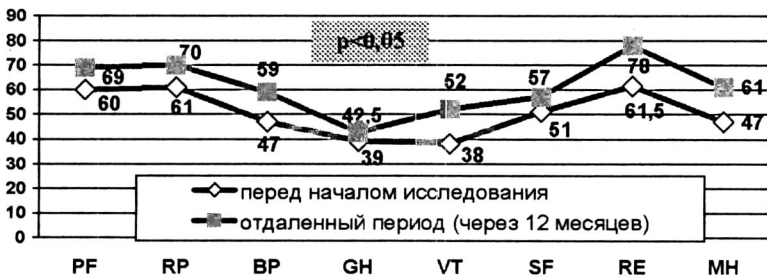 90
80
70
60
50
40
30
20
10
0
p<0,05
69 70 59 42,5 52 57 78 61
60 61 47 39 38 51 61,5 47
перед началом исследования
отдаленный период (через 12 месяцев)
PF RP BP GH VT SF RE MH